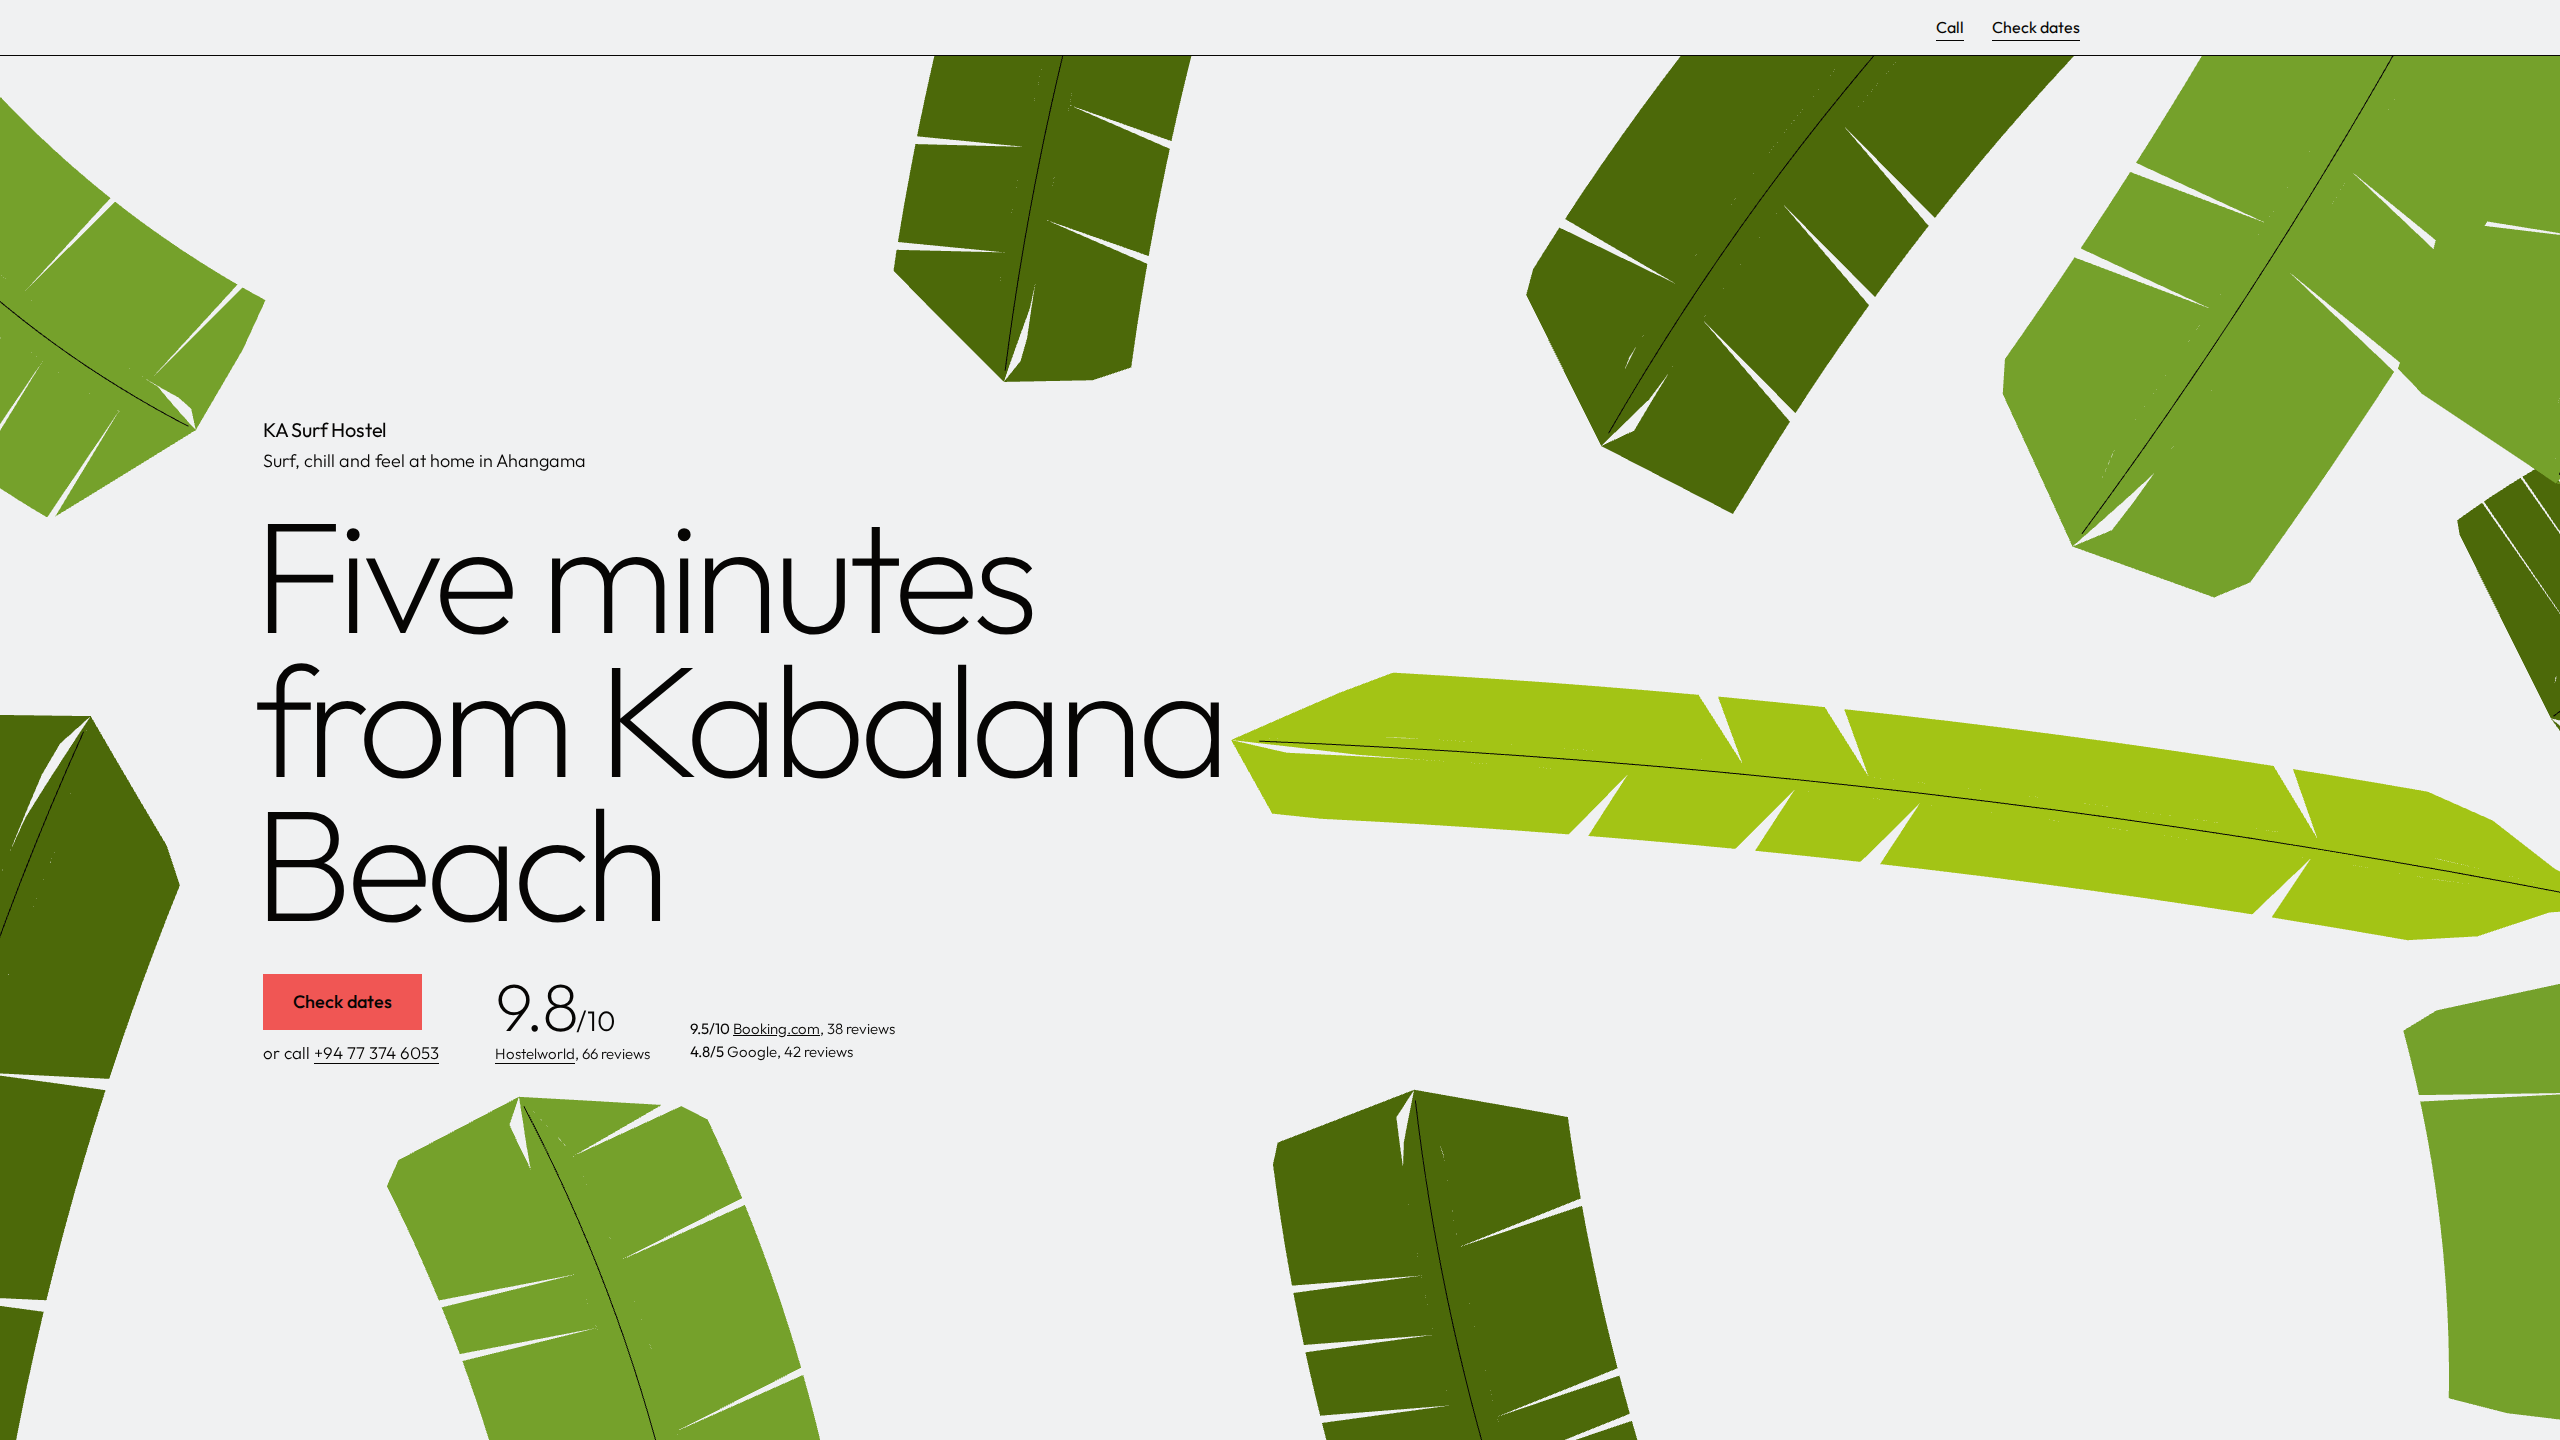 Call Check dates
KA Surf Hostel
Surf, chill and feel at home in Ahangama
Five minutes
from Kabalana
Beach
Check dates
or call +94 77 374 6053
9.8/10
Hostelworld, 66 reviews
9.5/10 Booking.com, 38 reviews
4.8/5 Google, 42 reviews